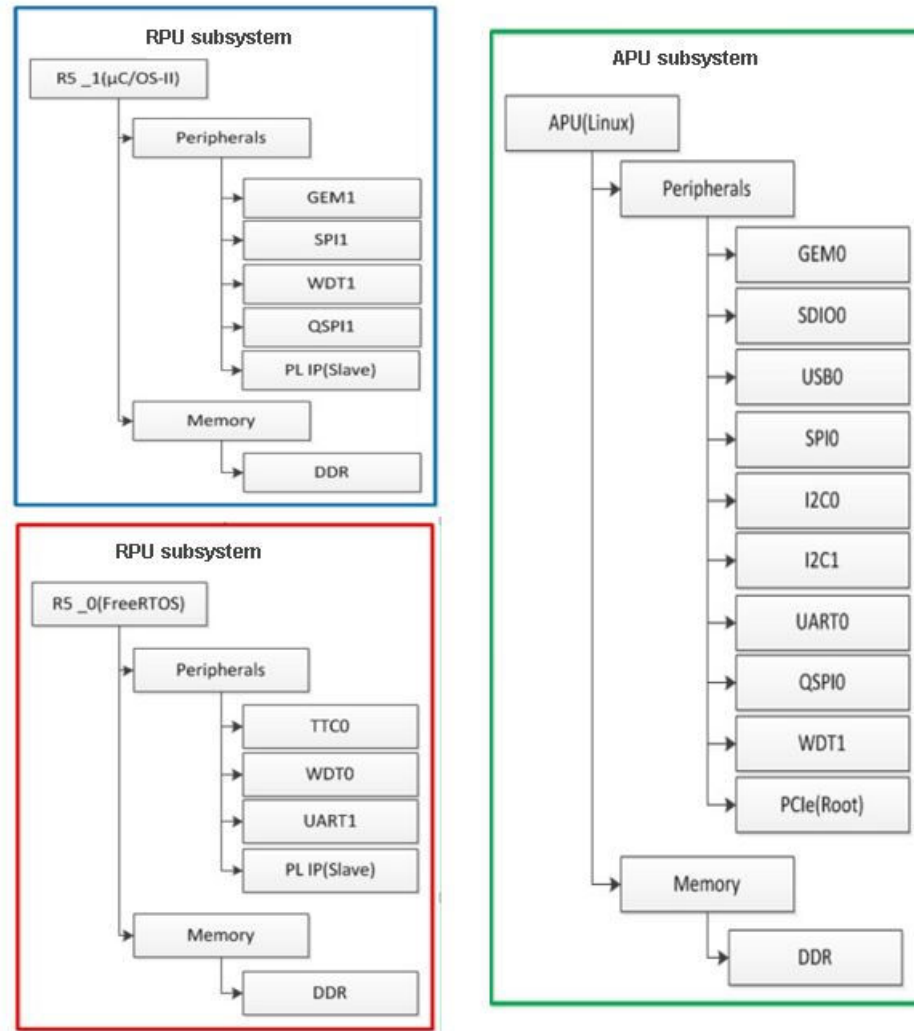 RPU subsystem
R5 _1(µC/OS-II)
Peripherals
GEM1
SPI1
WDT1
QSPI1
PL IP(Slave)
Memory
DDR
RPU subsystem
R5 _0(FreeRTOS)
Peripherals
TTC0
WDT0
UART1
PL IP(Slave)
Memory
DDR
APU subsystem
APU(Linux)
Peripherals
GEM0
SDIO0
USB0
SPI0
I2C0
I2C1
UART0
QSPI0
WDT1
PCIe(Root)
Memory
DDR